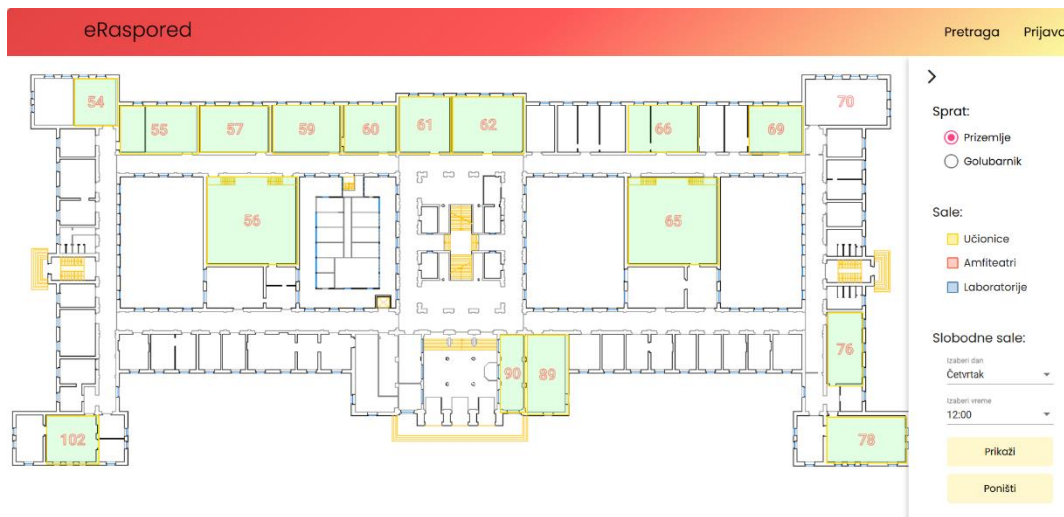 eRaspored
Pretraga
Prijava
54
55
57
59
60
61
62
66
69
70
56
65
76
90
89
102
78
Sprat:
Prizemlje
Golubarnik
Sale:
Učionice
Amfiteatri
Laboratorije
Slobodne sale:
Izaberi dan
Četvrtak
Izaberi vreme
12:00
Prikaži
Poništi